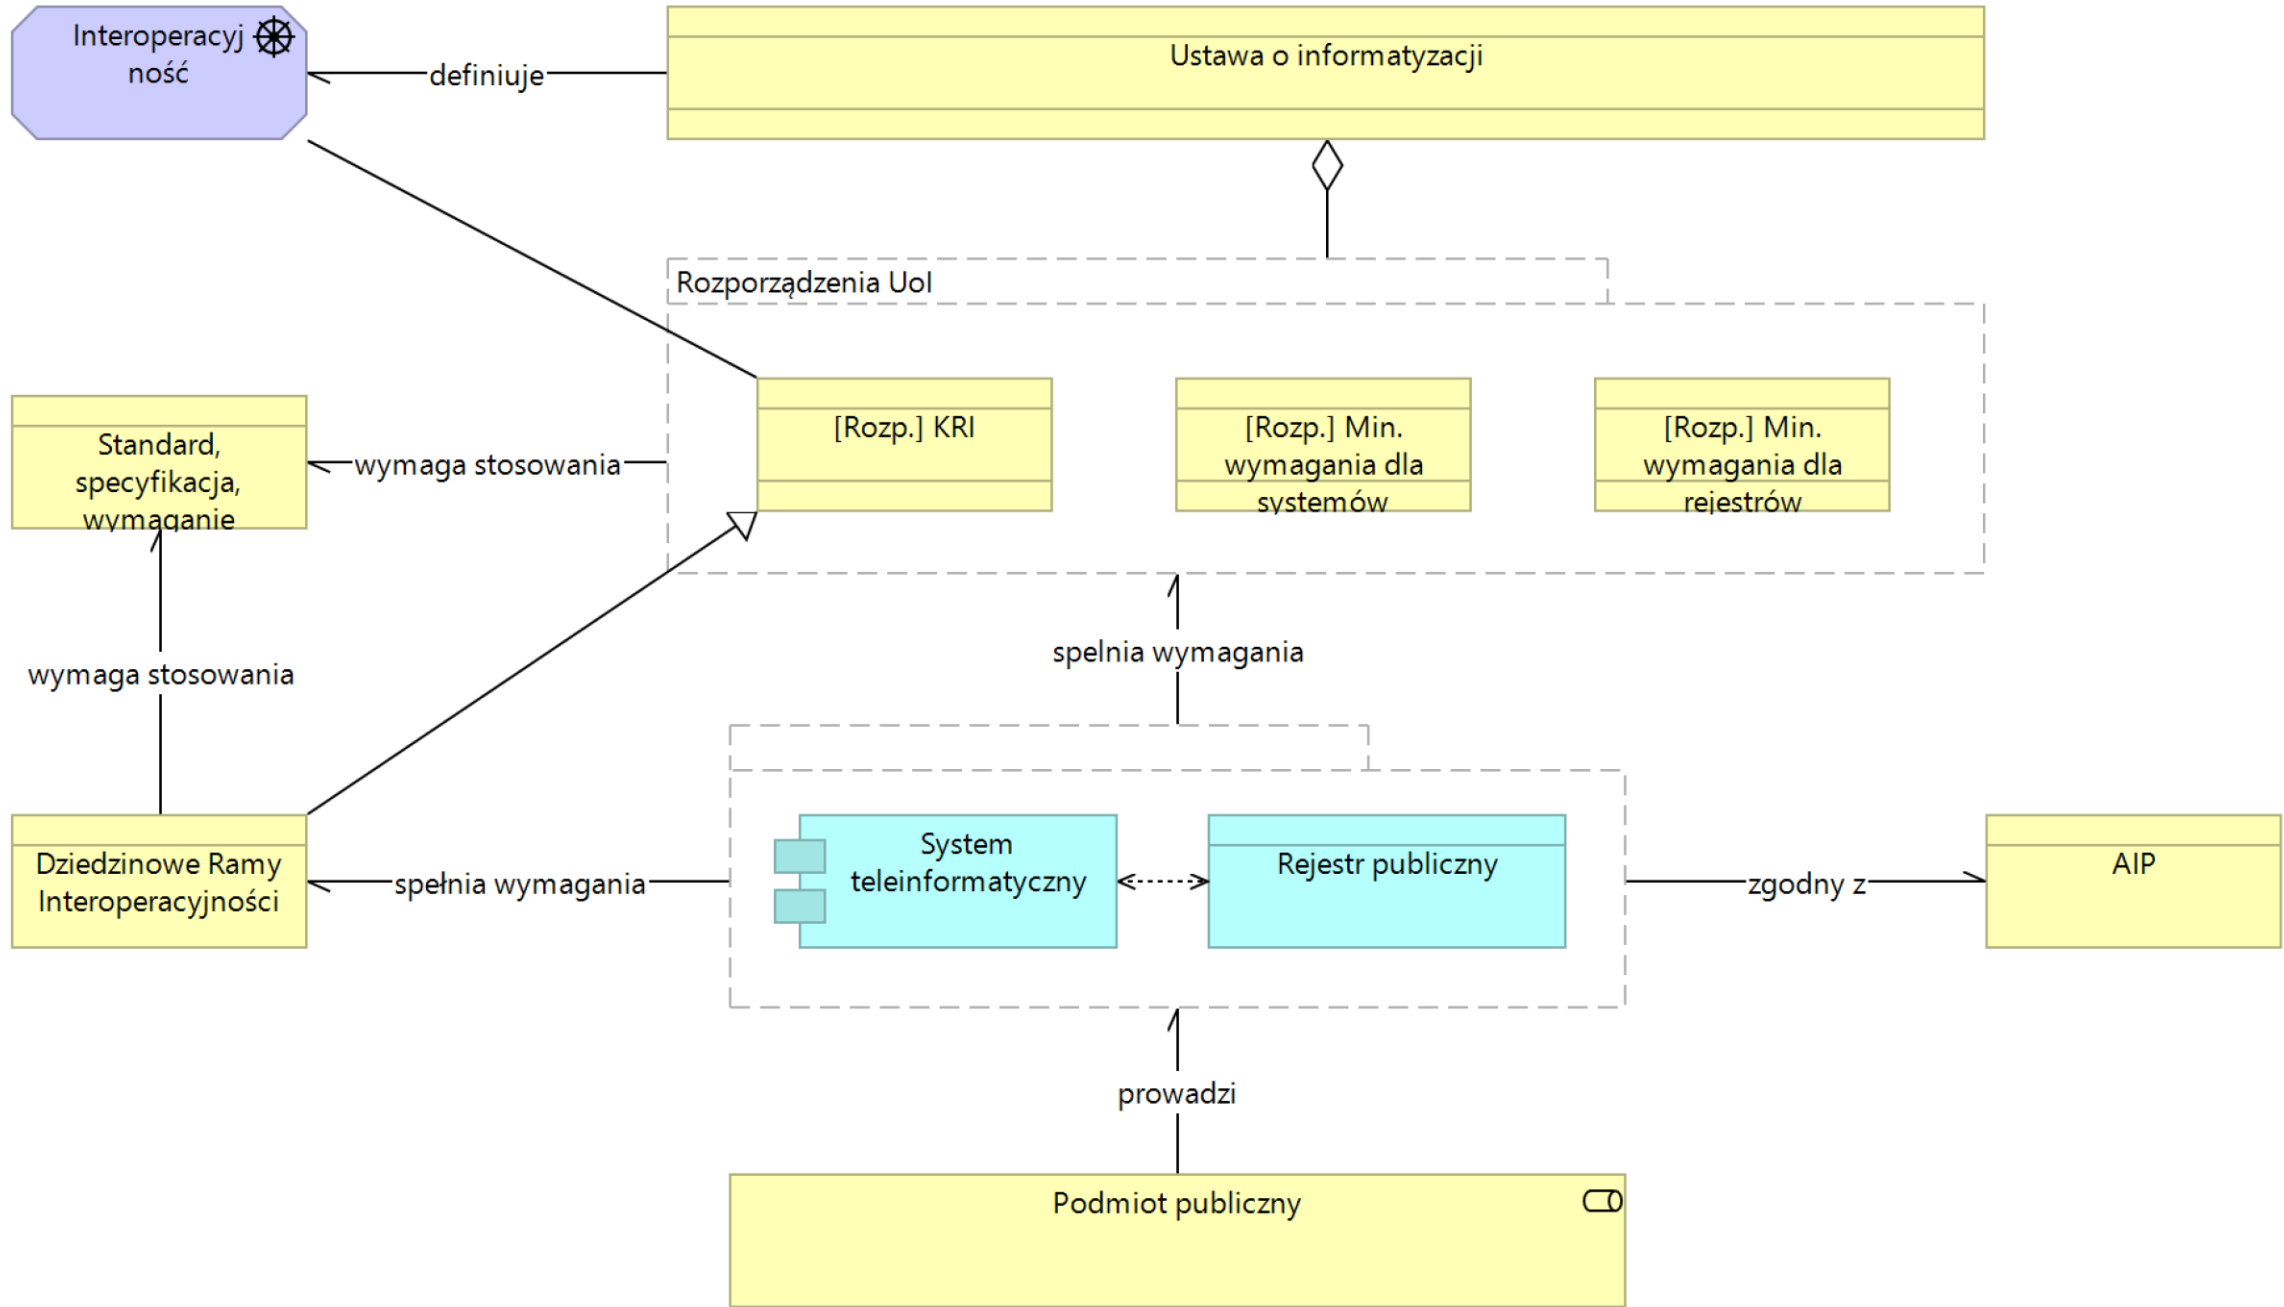 Interoperacyj
ność
definiuje
Ustawa o informatyzacji
Rozporządzenia UoI
Standard,
specyfikacja,
wymaganie
wymaga stosowania
[Rozp.] KRI
[Rozp.] Min.
wymagania dla
systemów
[Rozp.] Min.
wymagania dla
rejestrów
wymaga stosowania
spelnia wymagania
Dziedzinowe Ramy
Interoperacyjności
spełnia wymagania
System
teleinformatyczny
Rejestr publiczny
zgodny z
AIP
prowadzi
Podmiot publiczny